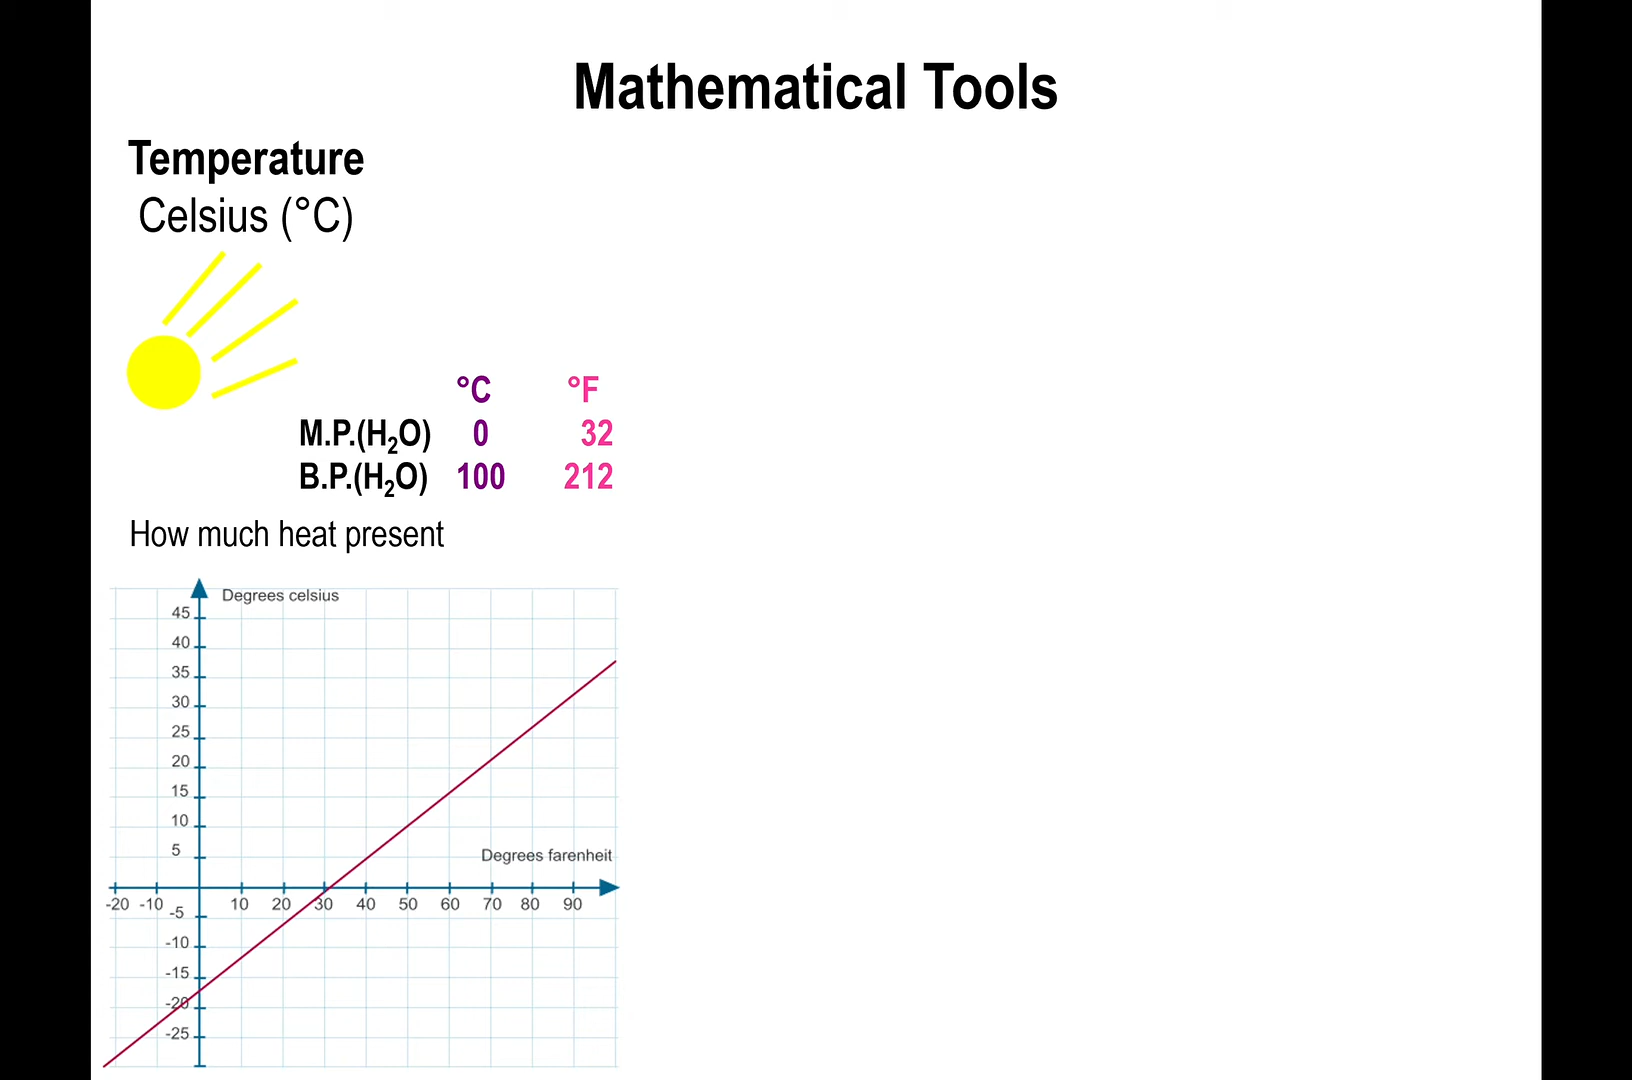 Mathematical Tools
Temperature
Celsius (°C)
°C °F
M.P.(H₂O) 0 32
B.P.(H₂O) 100 212
How much heat present
Degrees celsius
45
40
35
30
25
20
15
10
5
Degrees farenheit
-20 -10 10 20 30 40 50 60 70 80 90
-5
-10
-15
-20
-25